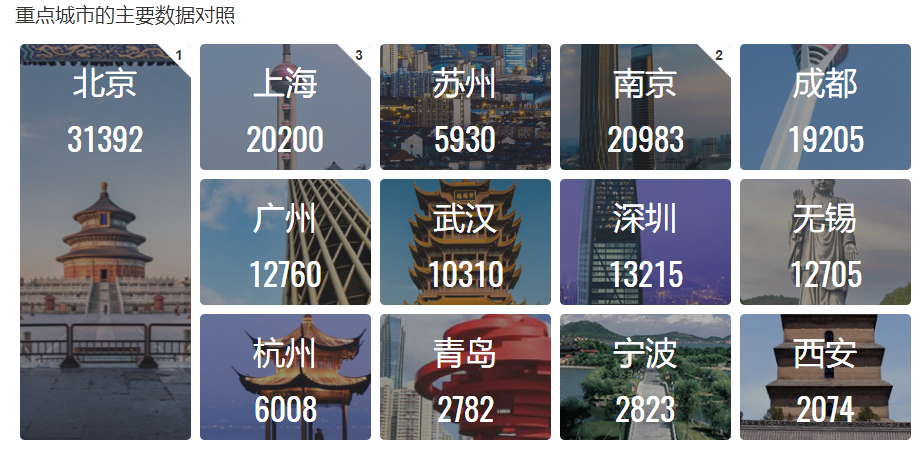 重点城市的主要数据对照
1
北京
31392
3
上海
20200
苏州
5930
2
南京
20983
成都
19205
广州
12760
武汉
10310
深圳
13215
无锡
12705
杭州
6008
青岛
2782
宁波
2823
西安
2074